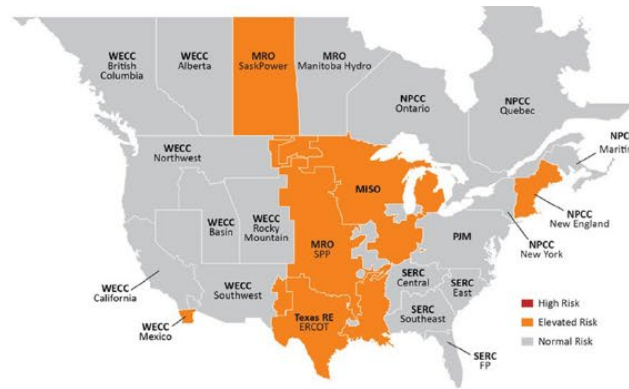 WECC
British
Columbia
WECC
Alberta
MRO
SaskPower
MRO
Manitoba Hydro
NPCC
Ontario
NPCC
Quebec
NPC
Mariti
WECC
Northwest
MISO
NPCC
New England
WECC
Basin
WECC
Rocky
Mountain
MRO
SPP
PJM
NPCC
New York
WECC
California
WECC
Southwest
SERC
Central
SERC
East
WECC
Mexico
Texas RE
ERCOT
SERC
Southeast
SERC
FP
High Risk
Elevated Risk
Normal Risk